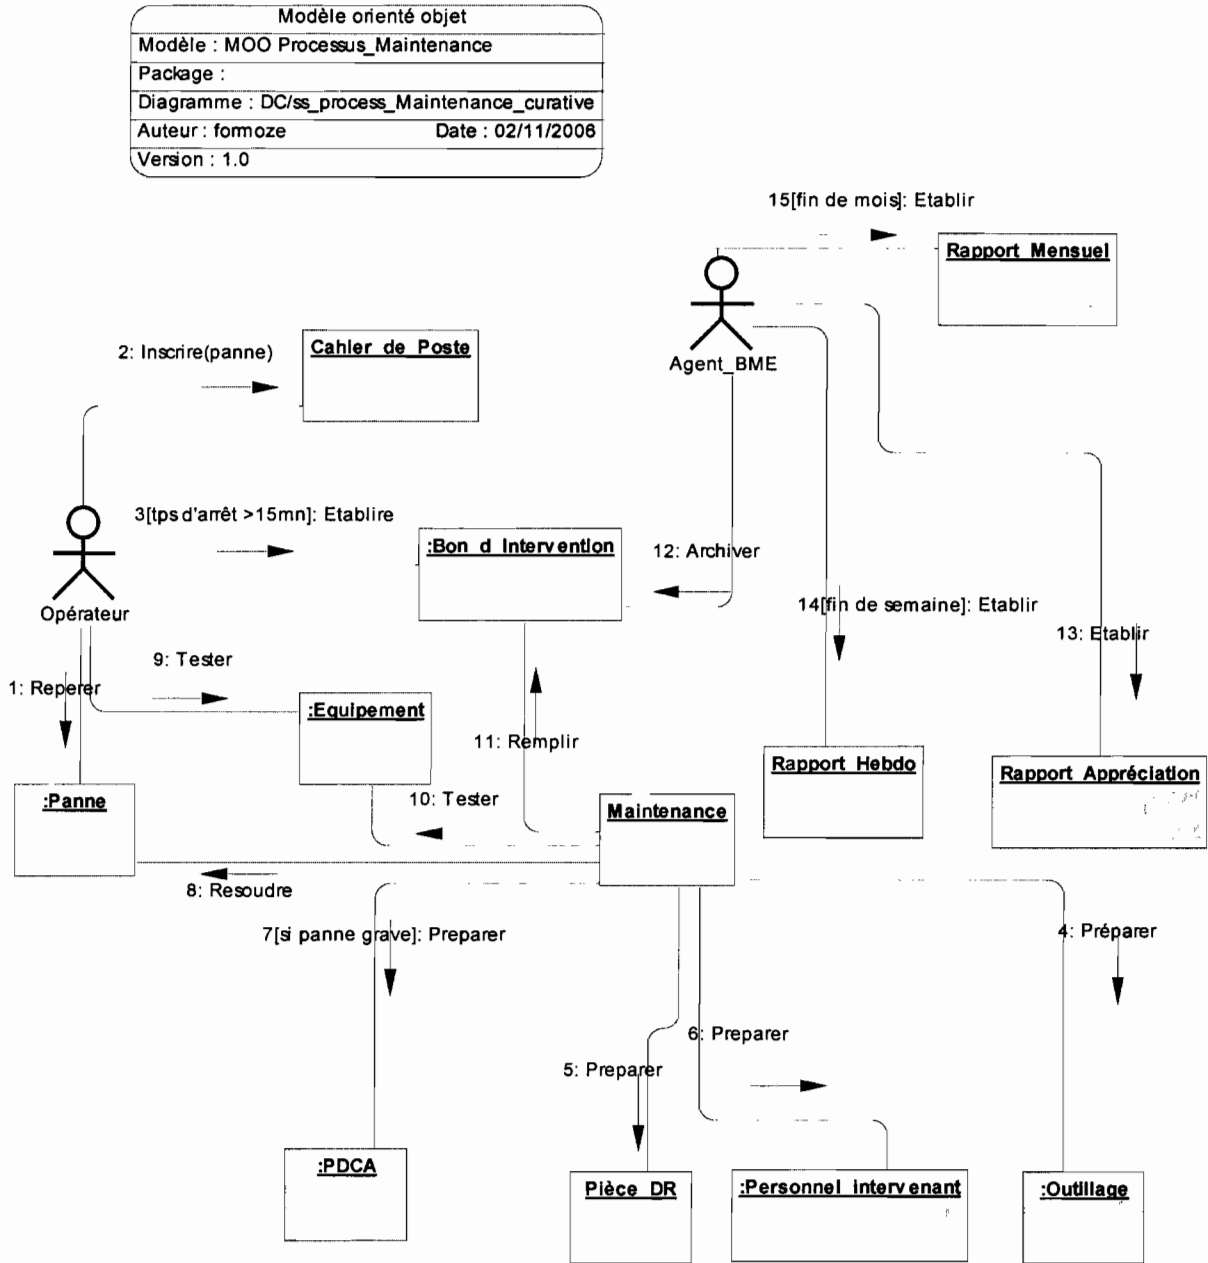 Modèle orienté objet
Modèle : MOO Processus_Maintenance
Package :
Diagramme : DC/ss_process_Maintenance_curative
Auteur : formoze Date : 02/11/2006
Version : 1.0
15[fin de mois]: Etablir
Rapport Mensuel
Agent_BME
2: Inscrire(panne)
Cahier de Poste
3[tps d'arrêt >15mn]: Etablire
:Bon d Intervention
12: Archiver
Opérateur
14[fin de semaine]: Etablir
13: Etablir
9: Tester
1: Reperer
:Equipement
11: Remplir
Rapport Hebdo
Rapport Appréciation
:Panne
10: Tester
Maintenance
8: Resoudre
7[si panne grave]: Preparer
4: Préparer
6: Preparer
5: Preparer
:PDCA
Pièce DR
:Personnel intervenant
:Outillage